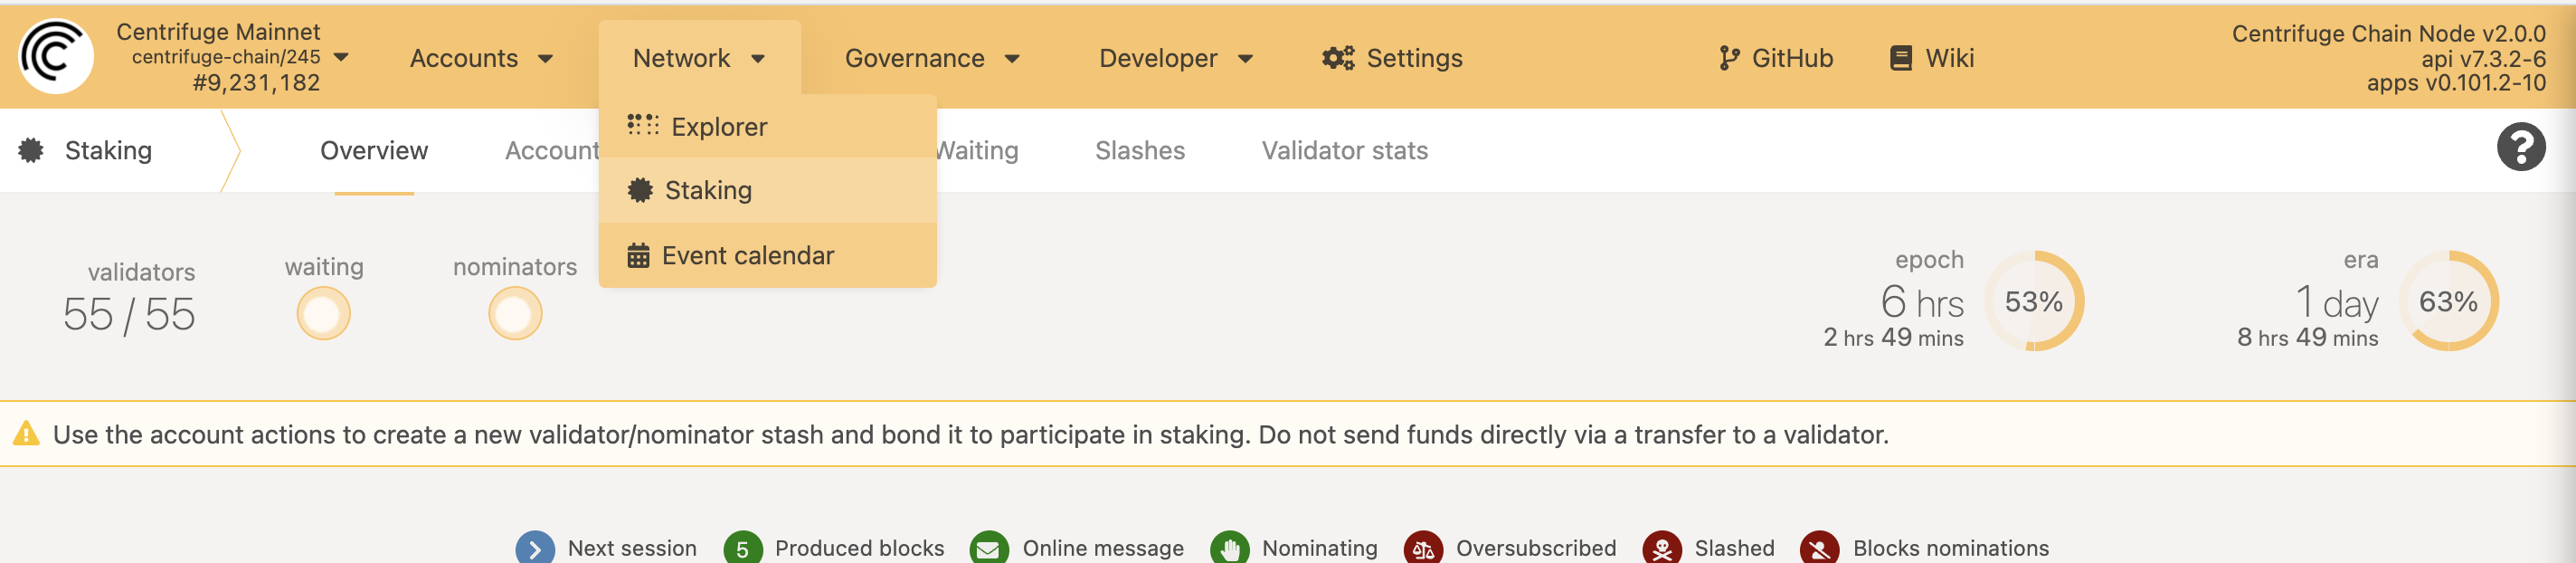 Centrifuge Mainnet
centrifuge-chain/245
#9,231,182
Accounts
Network
Governance
Developer
Settings
GitHub
Wiki
Centrifuge Chain Node v2.0.0
api v7.3.2-6
apps v0.101.2-10
Explorer
Staking
Event calendar
Staking
Overview
Account
Waiting
Slashes
Validator stats
validators
55 / 55
waiting
nominators
epoch
6 hrs
2 hrs 49 mins
53%
era
1 day
8 hrs 49 mins
63%
Use the account actions to create a new validator/nominator stash and bond it to participate in staking. Do not send funds directly via a transfer to a validator.
Next session
5 Produced blocks
Online message
Nominating
Oversubscribed
Slashed
Blocks nominations